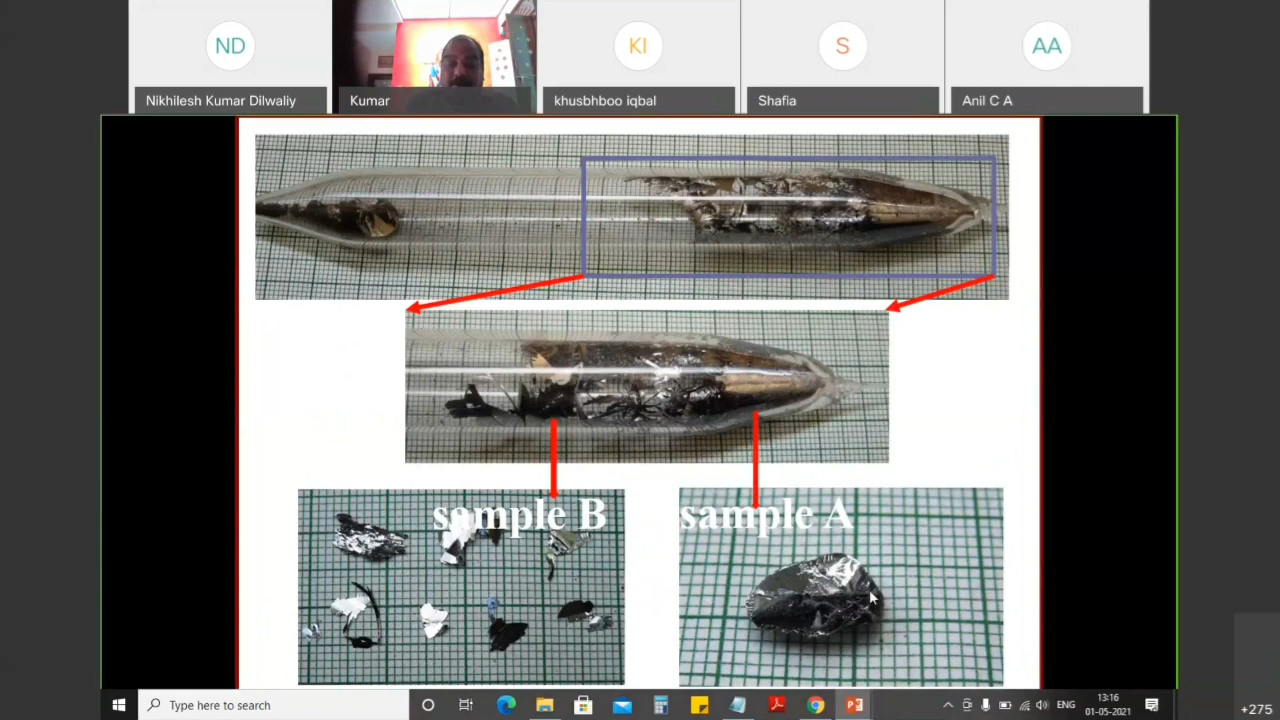 ND
KI
S
AA
Nikhilesh Kumar Dilwaliy
Kumar
khusbhboo iqbal
Shafia
Anil C A
sample B
sample A
Type here to search
ENG
13:16
01-05-2021
+275